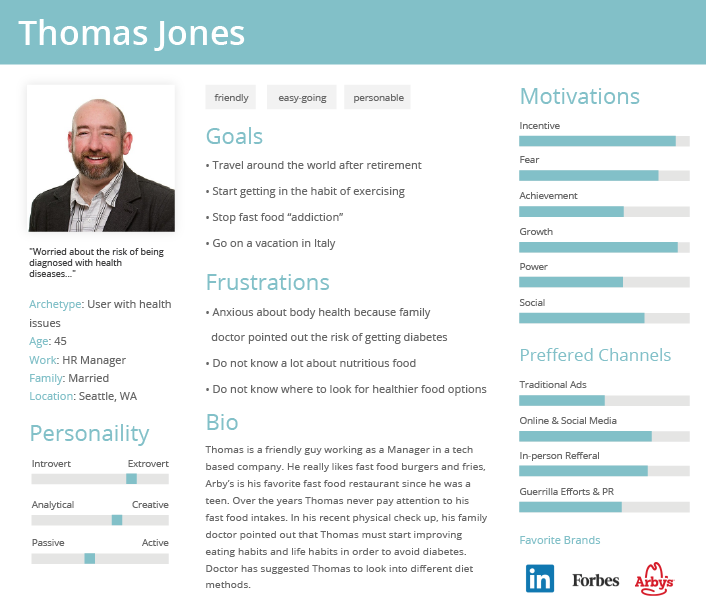 Thomas Jones
"Worried about the risk of being
diagnosed with health
diseases..."
Archetype: User with health
issues
Age: 45
Work: HR Manager
Family: Married
Location: Seattle, WA
Personaility
Introvert Extrovert
Analytical Creative
Passive Active
friendly easy-going personable
Goals
• Travel around the world after retirement
• Start getting in the habit of exercising
• Stop fast food “addiction”
• Go on a vacation in Italy
Frustrations
• Anxious about body health because family
doctor pointed out the risk of getting diabetes
• Do not know a lot about nutritious food
• Do not know where to look for healthier food options
Bio
Thomas is a friendly guy working as a Manager in a tech
based company. He really likes fast food burgers and fries,
Arby’s is his favorite fast food restaurant since he was a
teen. Over the years Thomas never pay attention to his
fast food intakes. In his recent physical check up, his family
doctor pointed out that Thomas must start improving
eating habits and life habits in order to avoid diabetes.
Doctor has suggested Thomas to look into different diet
methods.
Motivations
Incentive
Fear
Achievement
Growth
Power
Social
Preffered Channels
Traditional Ads
Online & Social Media
In-person Refferal
Guerrilla Efforts & PR
Favorite Brands
in Forbes Arby's